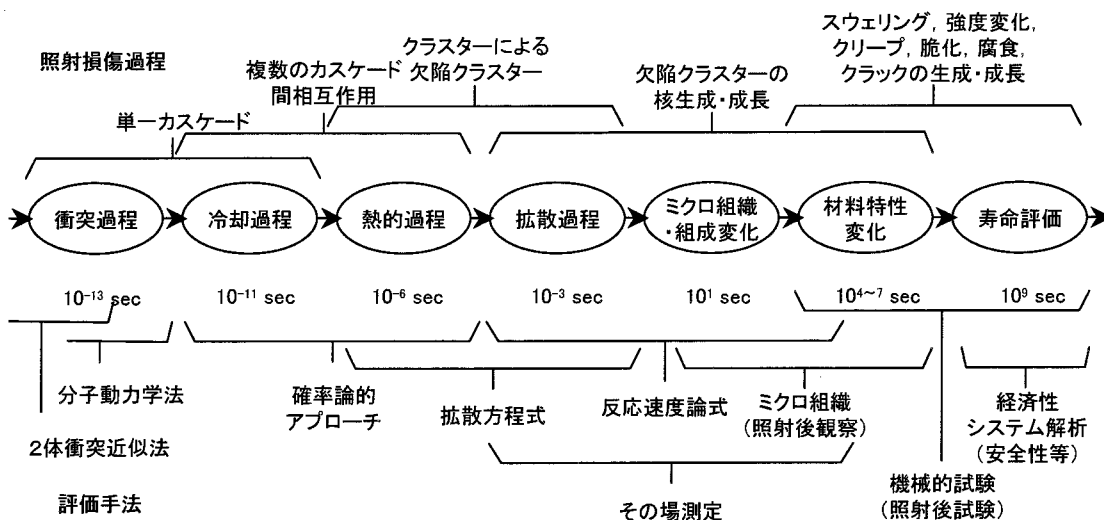 スウェリング, 強度変化,
クリープ, 脆化, 腐食,
クラックの生成・成長
クラスターによる
欠陥クラスター
照射損傷過程
複数のカスケード
間相互作用
欠陥クラスターの
核生成・成長
単一カスケード
衝突過程
冷却過程
熱的過程
拡散過程
ミクロ組織
・組成変化
材料特性
変化
寿命評価
10⁻¹³ sec
10⁻¹¹ sec
10⁻⁶ sec
10⁻³ sec
10¹ sec
10⁴~⁷ sec
10⁹ sec
分子動力学法
確率論的
アプローチ
拡散方程式
反応速度論式
ミクロ組織
(照射後観察)
経済性
システム解析
(安全性等)
2体衝突近似法
機械的試験
(照射後試験)
評価手法
その場測定